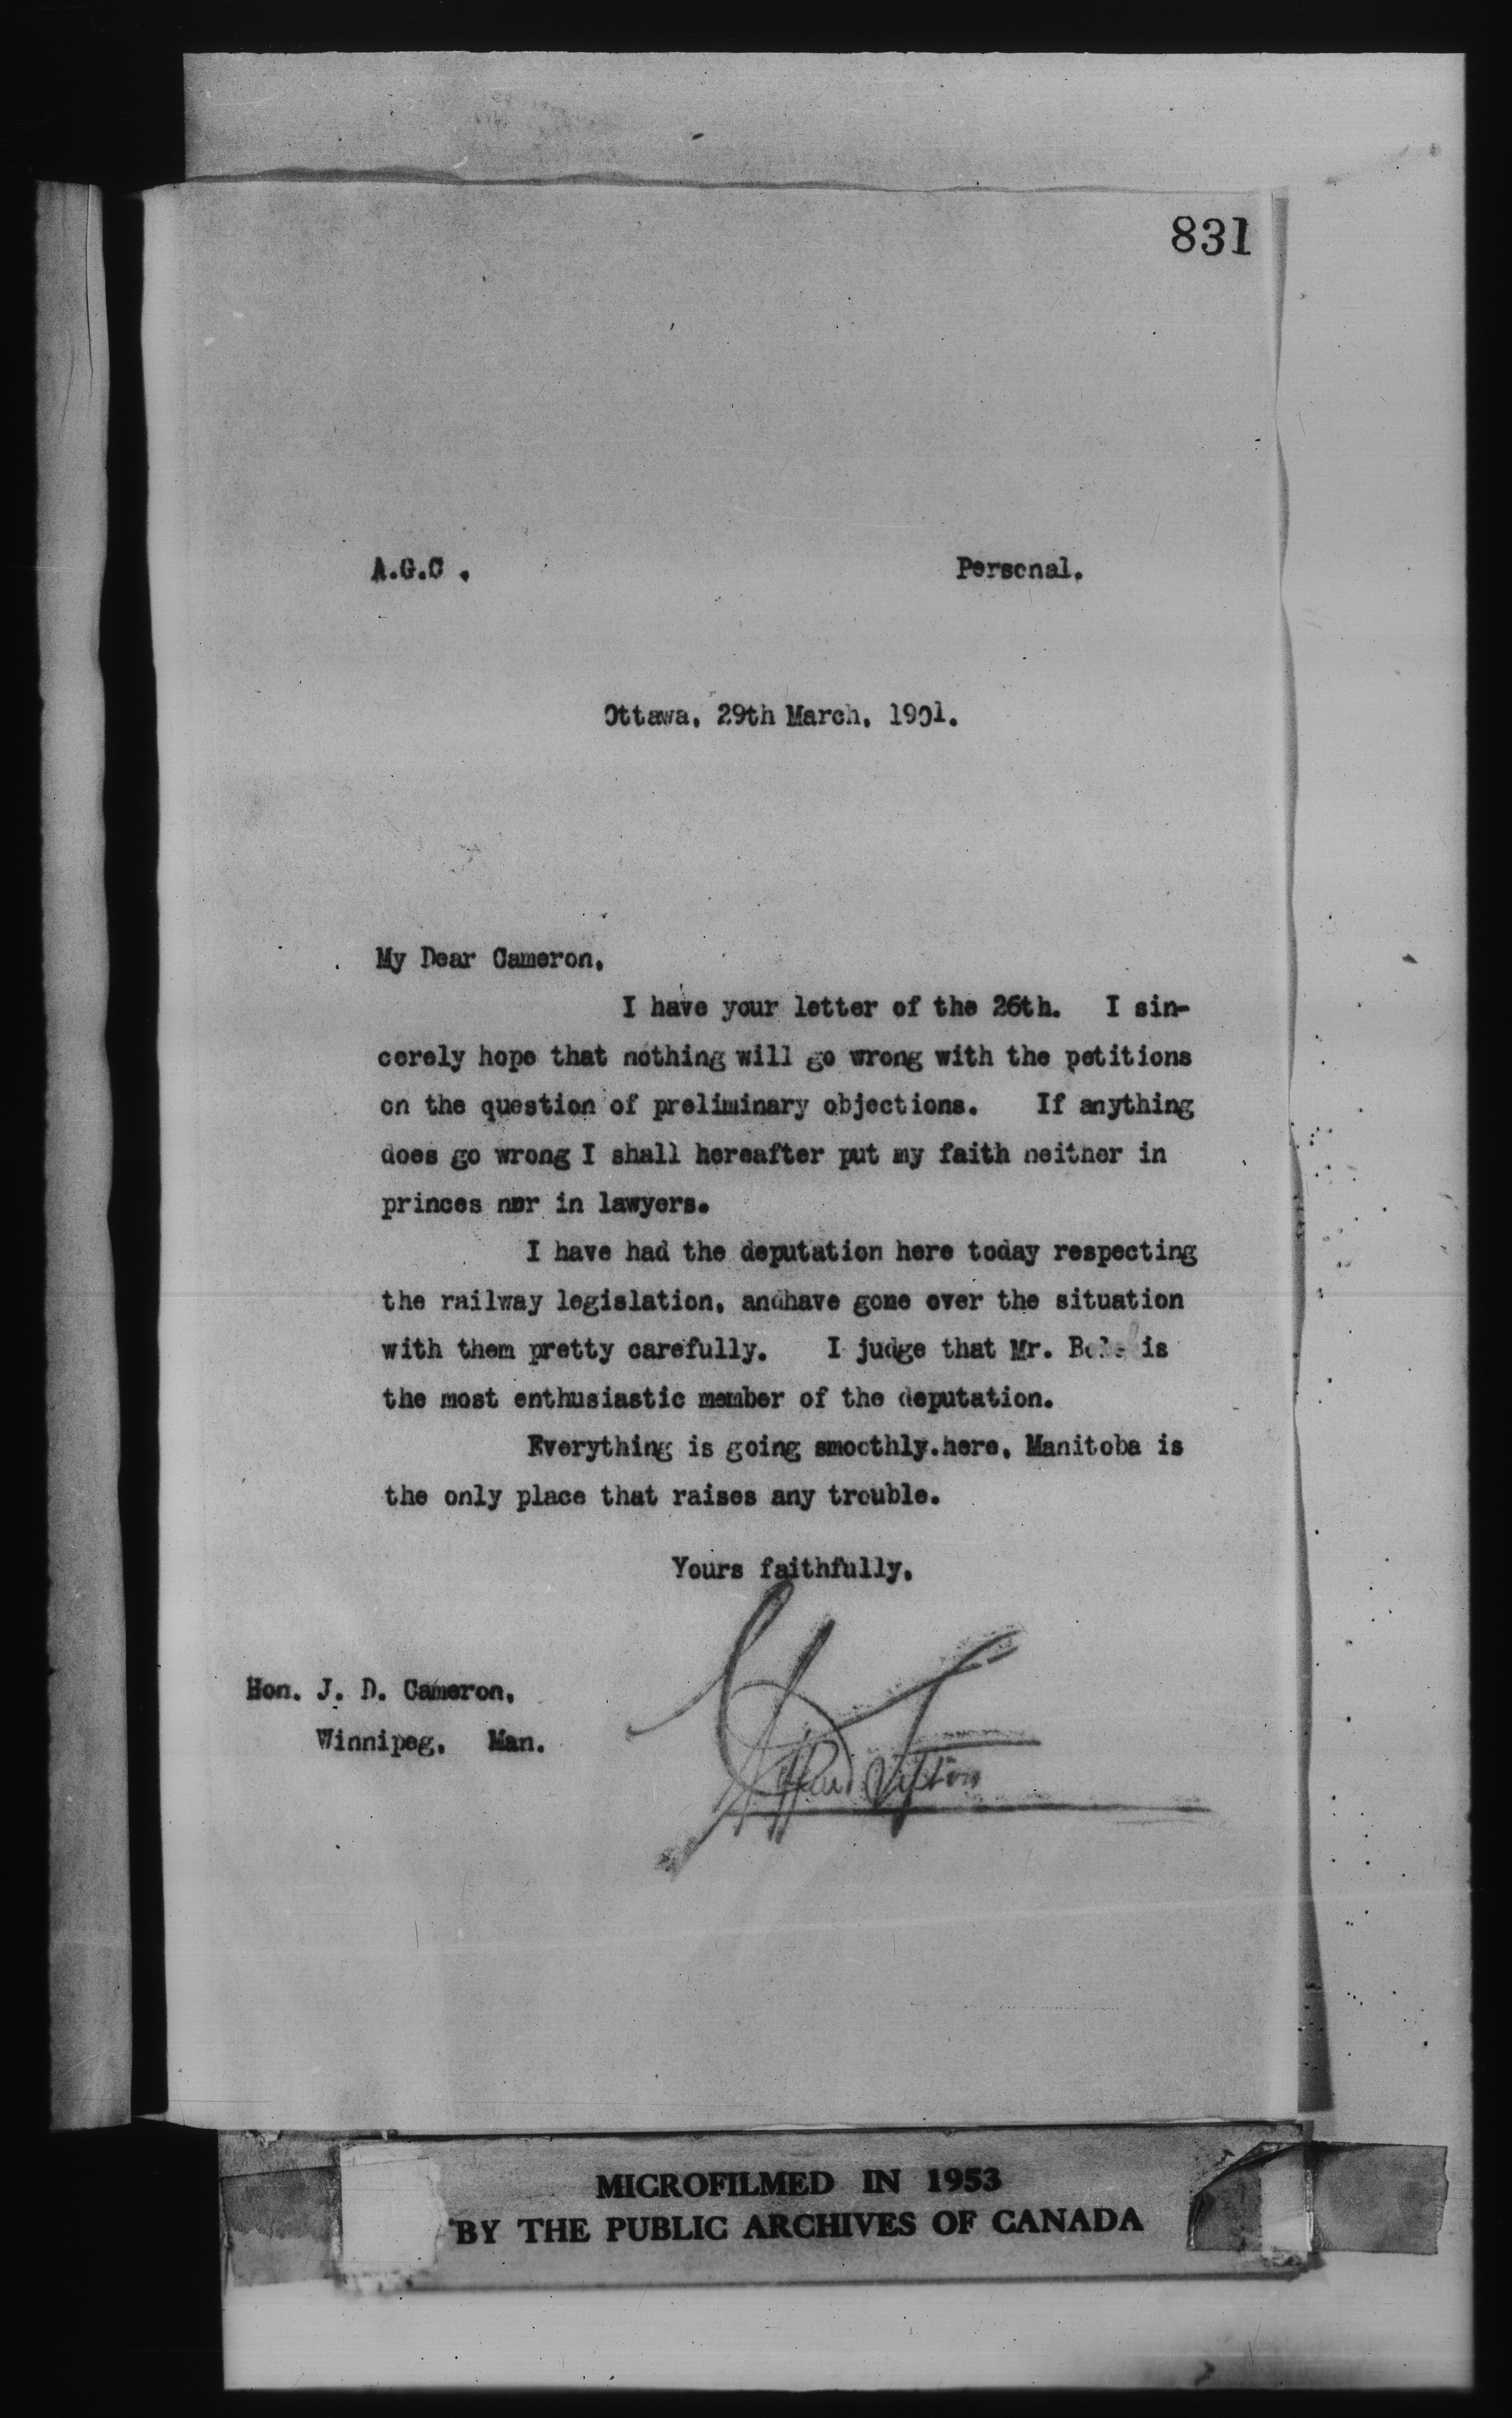 831
A.G.C .
Personal.
Ottawa, 29th March, 1901.
My Dear Cameron,
I have your letter of the 26th. I sin-
cerely hope that nothing will go wrong with the petitions
on the question of preliminary objections. If anything
does go wrong I shall hereafter put my faith neither in
princes nor in lawyers.
I have had the deputation here today respecting
the railway legislation, andhave gone over the situation
with them pretty carefully. I judge that Mr. is
the most enthusiastic member of the deputation.
Everything is going smoothly.here, Manitoba is
the only place that raises any trouble.
Yours faithfully,
Clifford Sifton
Hon. J. D. Cameron,
Winnipeg, Man.
MICROFILMED IN 1953
BY THE PUBLIC ARCHIVES OF CANADA